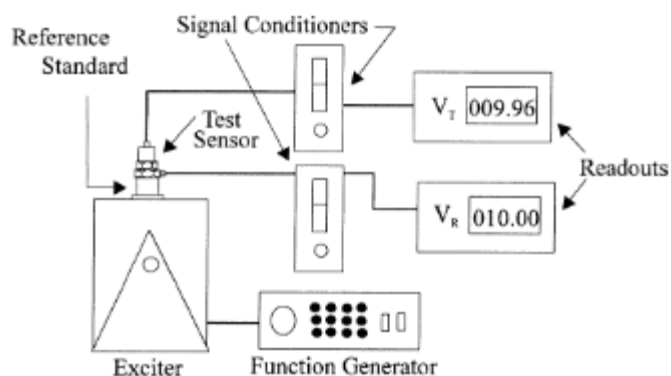 Reference
Standard
Signal Conditioners
Test
Sensor
V_T 009.96
Readouts
V_R 010.00
Exciter
Function Generator